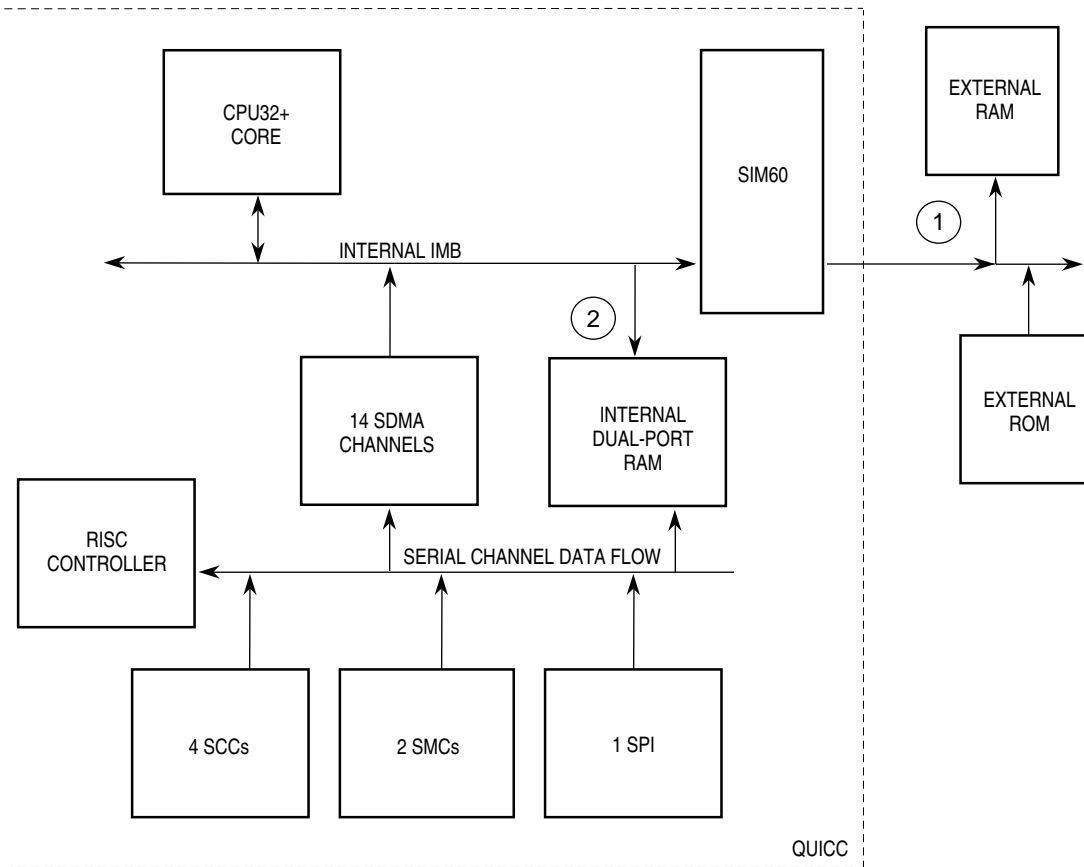 CPU32+
CORE
SIM60
EXTERNAL
RAM
1
INTERNAL IMB
2
14 SDMA
CHANNELS
INTERNAL
DUAL-PORT
RAM
EXTERNAL
ROM
RISC
CONTROLLER
SERIAL CHANNEL DATA FLOW
4 SCCs
2 SMCs
1 SPI
QUICC